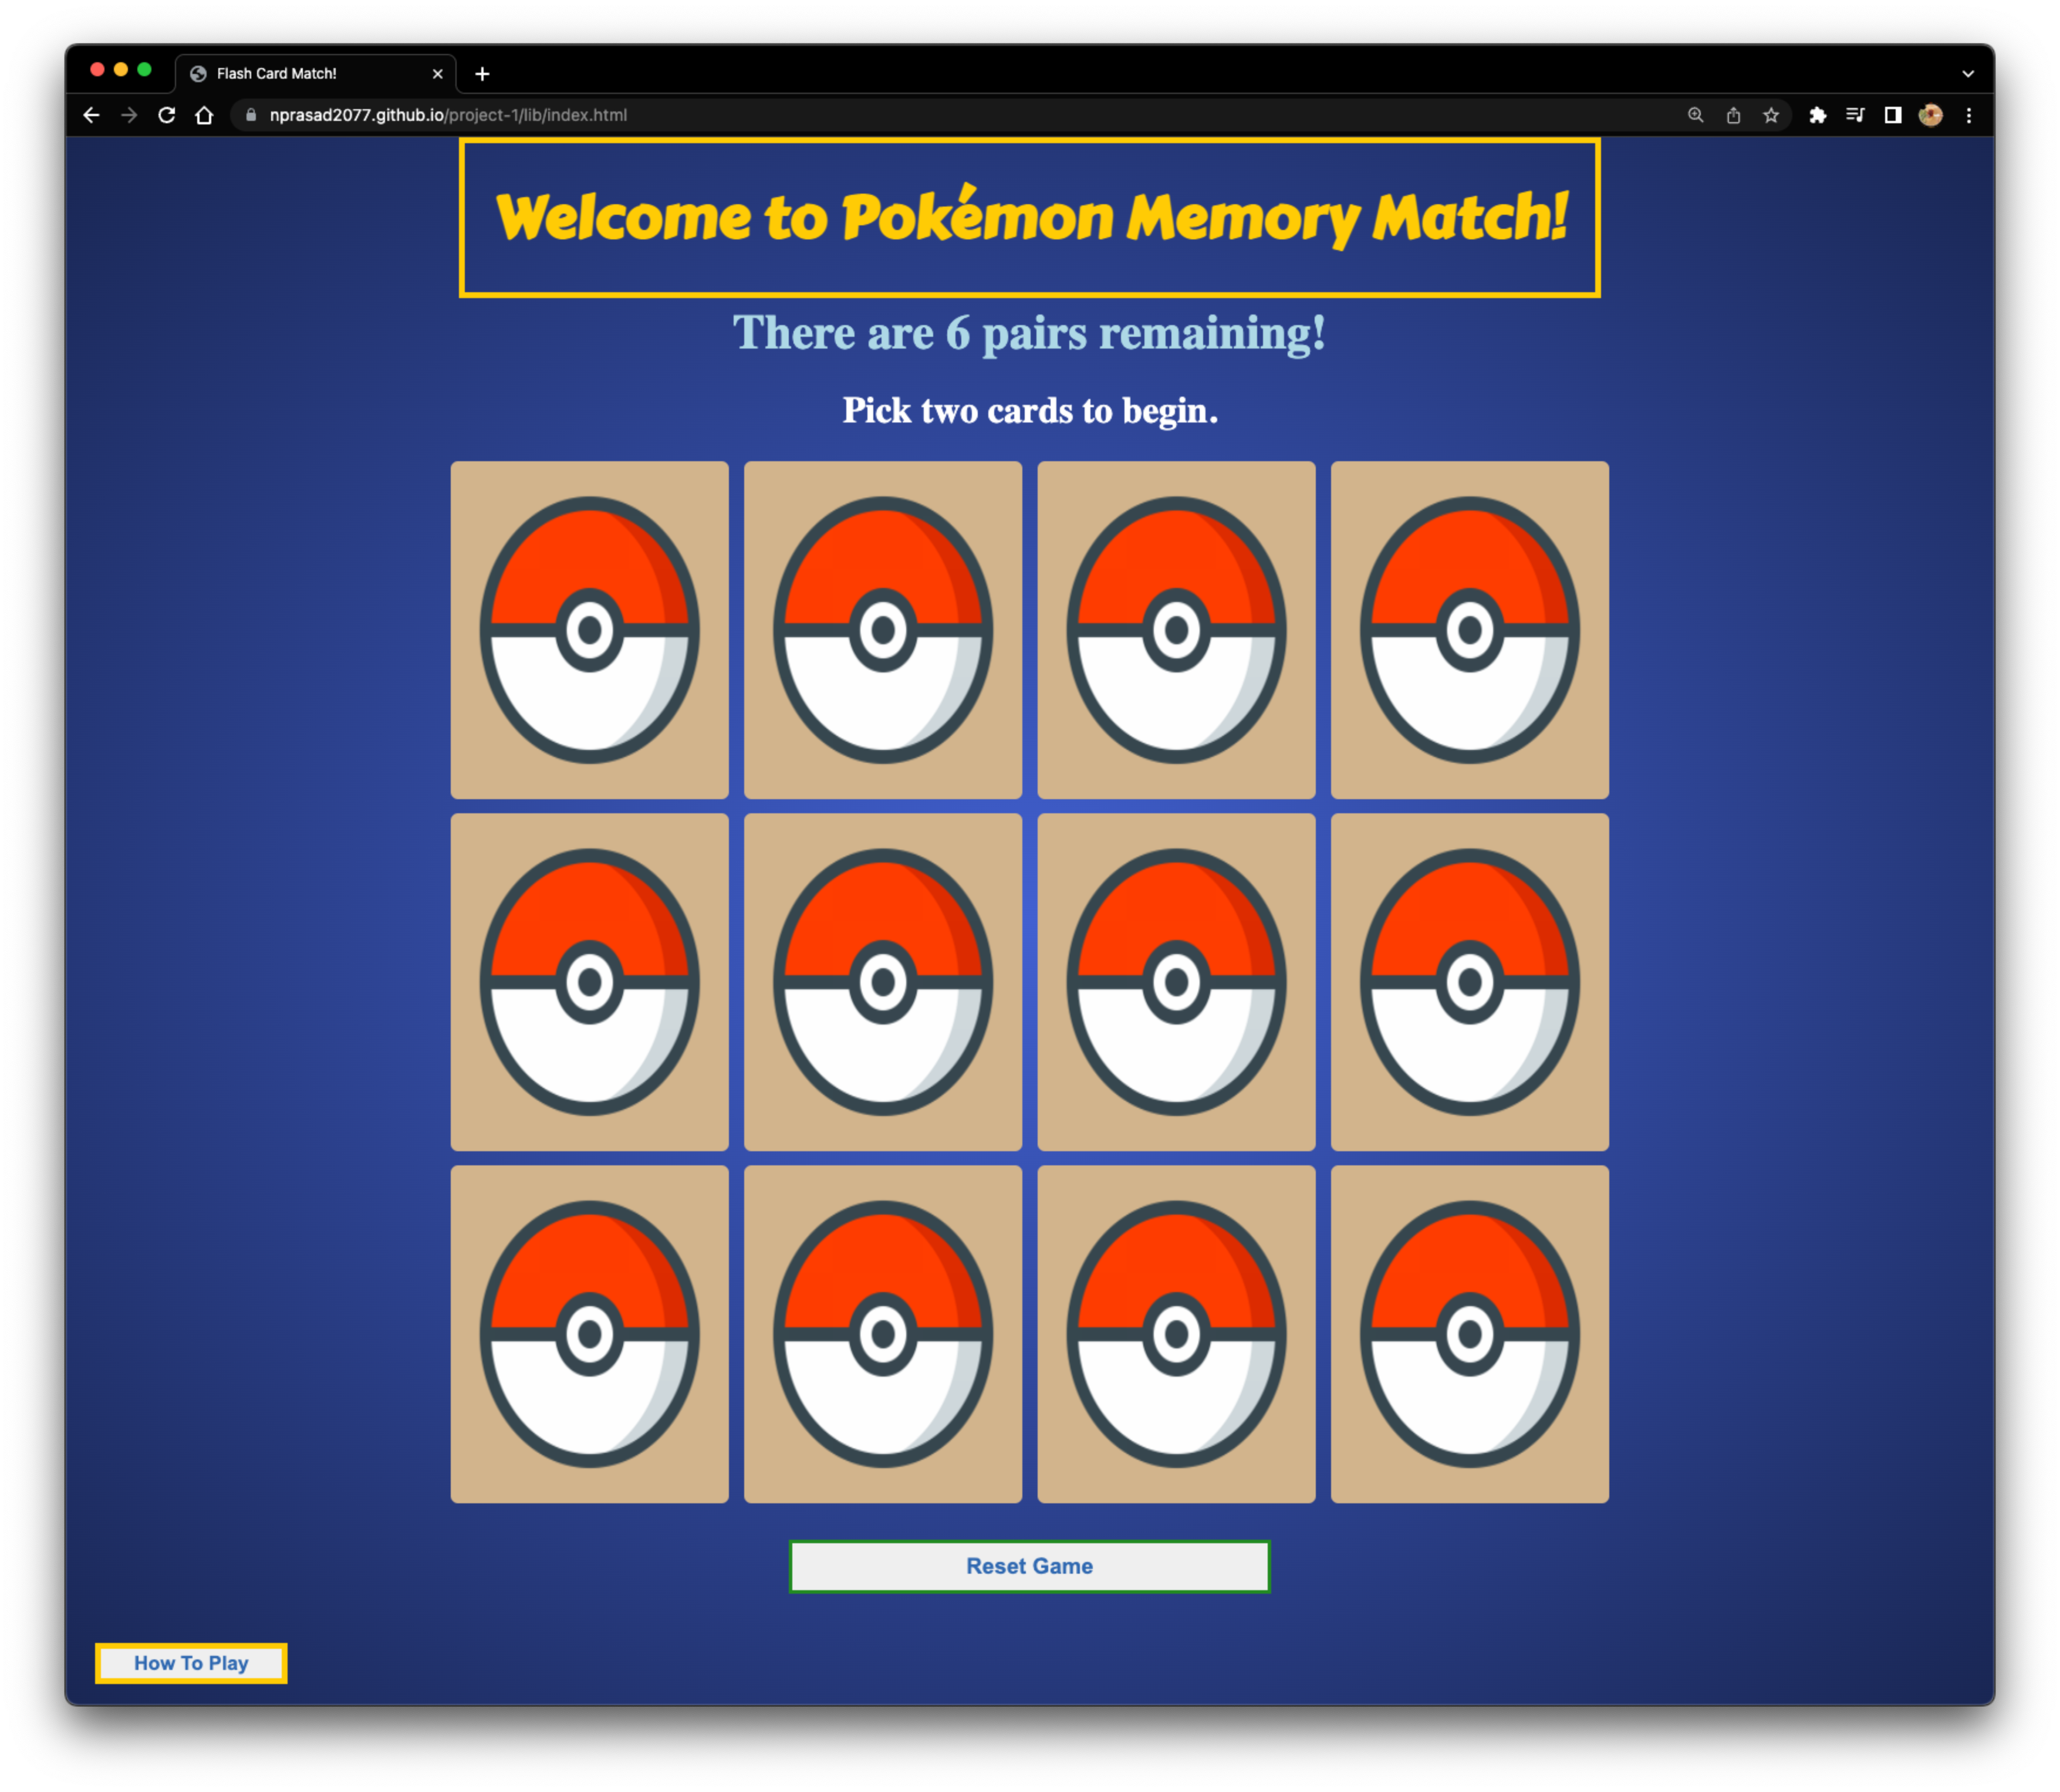 Flash Card Match!
nprasad2077.github.io/project-1/lib/index.html
Welcome to Pokémon Memory Match!
There are 6 pairs remaining!
Pick two cards to begin.
Reset Game
How To Play